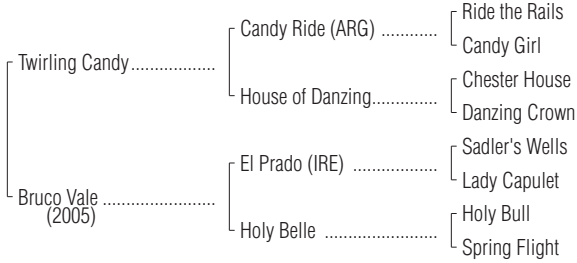 Ride the Rails
Candy Ride (ARG) ............
Candy Girl
Twirling Candy..................
Chester House
House of Danzing..............
Danzing Crown
Sadler's Wells
El Prado (IRE) ..................
Lady Capulet
Bruco Vale ........................
(2005)
Holy Bull
Holy Belle ........................
Spring Flight